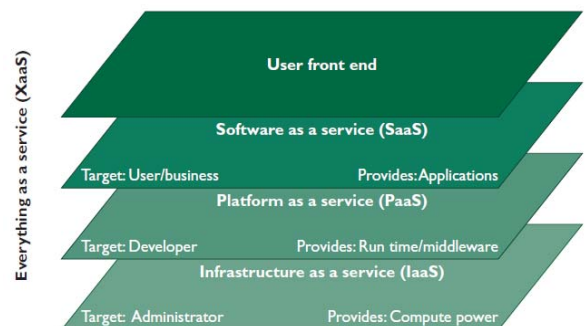 Everything as a service (XaaS)
User front end
Software as a service (SaaS)
Target: User/business Provides: Applications
Platform as a service (PaaS)
Target: Developer Provides: Run time/middleware
Infrastructure as a service (IaaS)
Target: Administrator Provides: Compute power